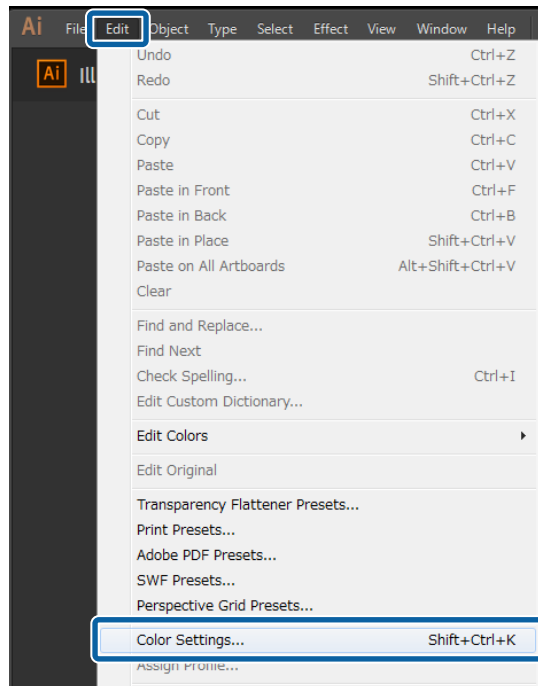 Ai File Edit Object Type Select Effect View Window Help
Ai Ill
Undo Ctrl+Z
Redo Shift+Ctrl+Z
Cut Ctrl+X
Copy Ctrl+C
Paste Ctrl+V
Paste in Front Ctrl+F
Paste in Back Ctrl+B
Paste in Place Shift+Ctrl+V
Paste on All Artboards Alt+Shift+Ctrl+V
Clear
Find and Replace...
Find Next
Check Spelling... Ctrl+I
Edit Custom Dictionary...
Edit Colors
Edit Original
Transparency Flattener Presets...
Print Presets...
Adobe PDF Presets...
SWF Presets...
Perspective Grid Presets...
Color Settings... Shift+Ctrl+K
Assign Profile...